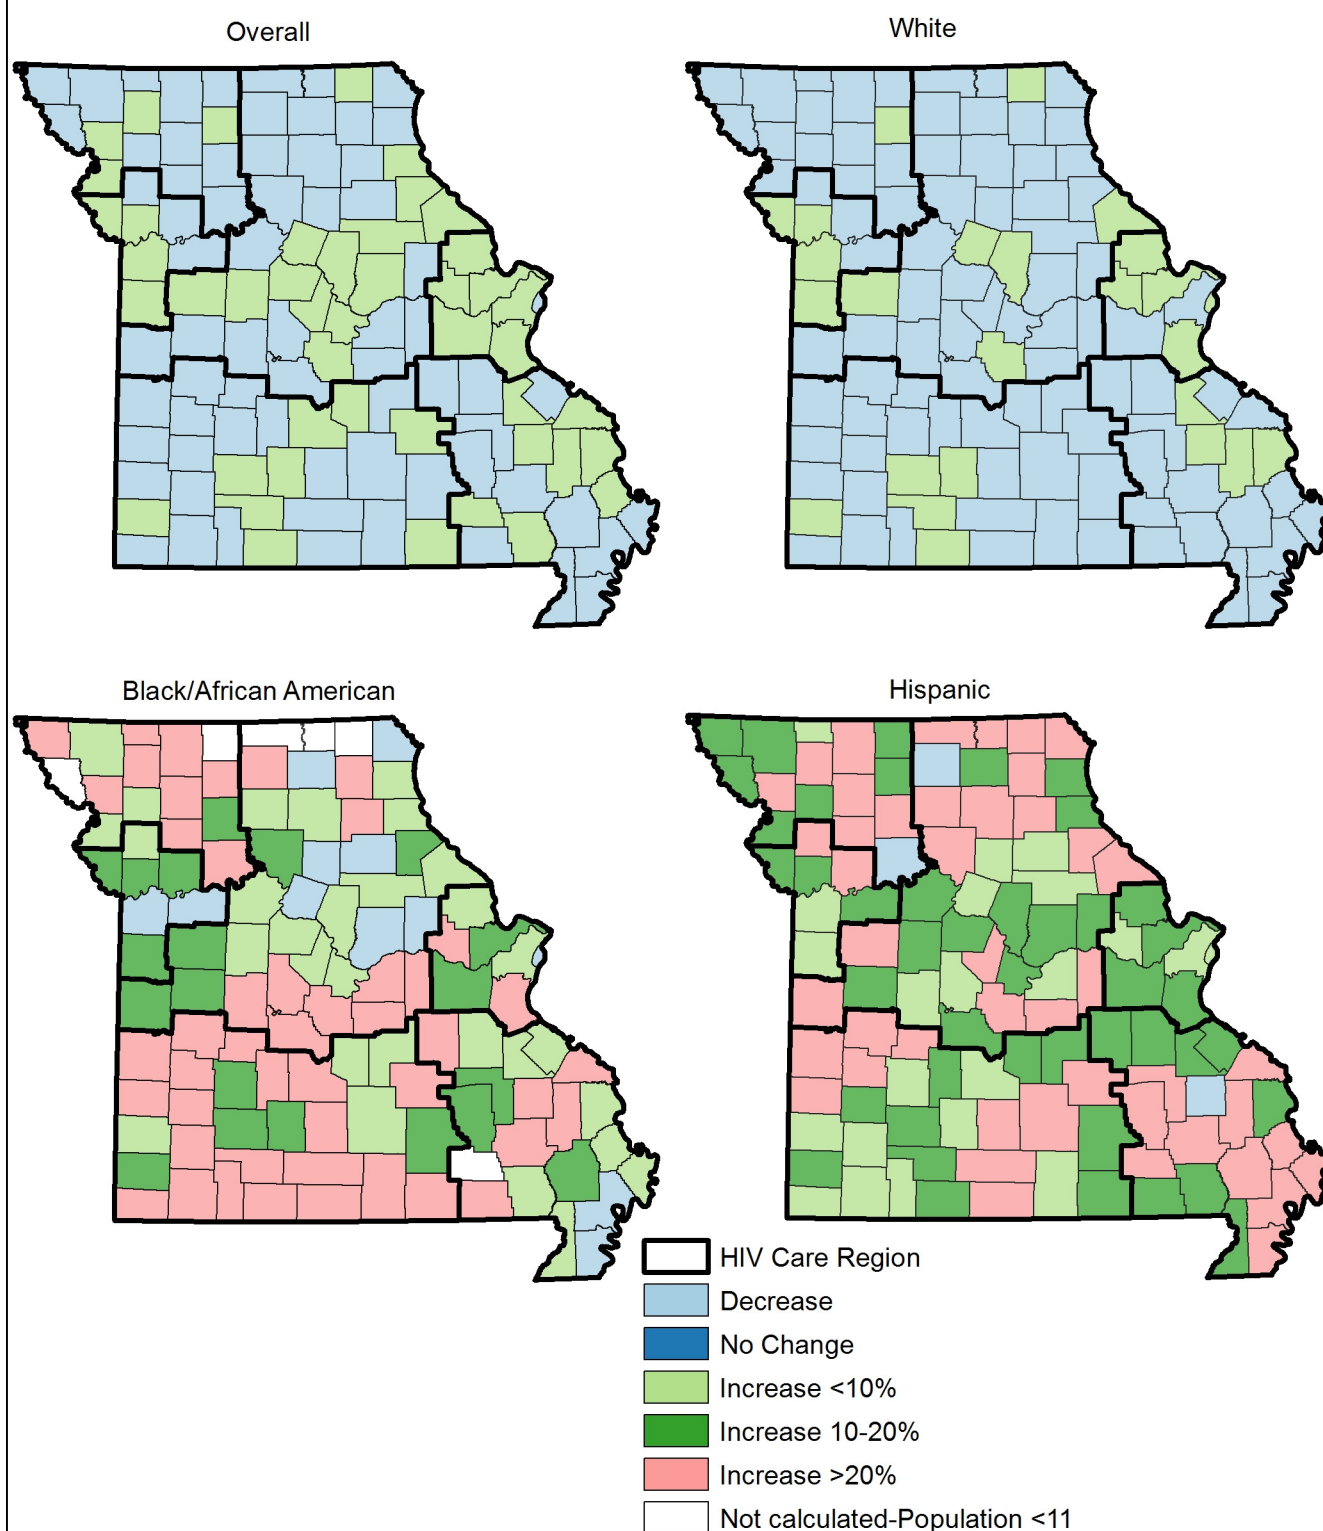 Overall
White
Black/African American
Hispanic
HIV Care Region
Decrease
No Change
Increase <10%
Increase 10-20%
Increase >20%
Not calculated-Population <11